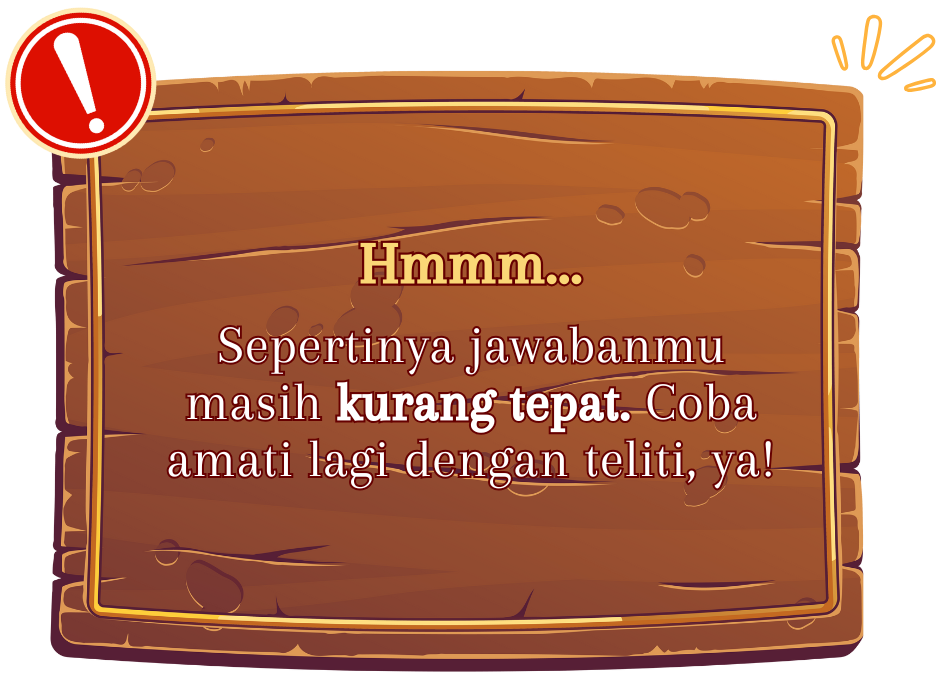 Hmmm...
Sepertinya jawabanmu
masih kurang tepat. Coba
amati lagi dengan teliti, ya!